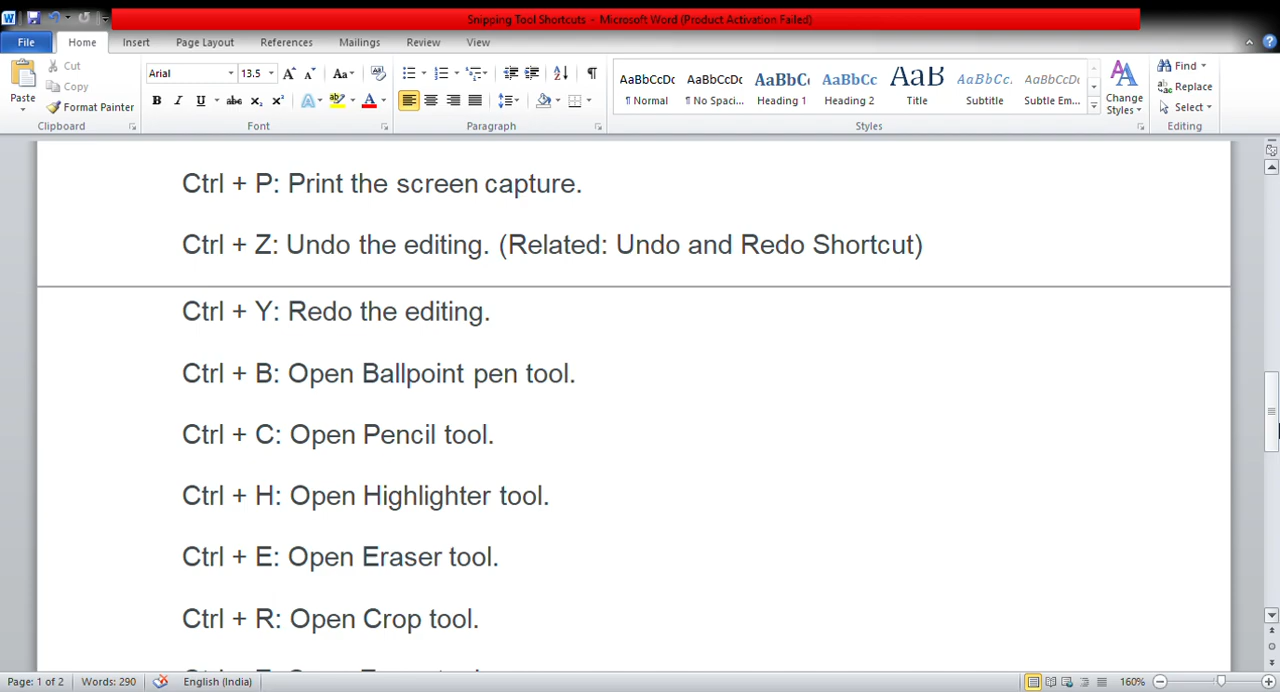 Snipping Tool Shortcuts - Microsoft Word (Product Activation Failed)
File Home Insert Page Layout References Mailings Review View
Paste
Cut
Copy
Format Painter
Clipboard
Arial 13.5
Font
Paragraph
AaBbCcDc AaBbCcDc AaBbC AaBbCc AaB AaBbCc. AaBbCcDc
¶ Normal ¶ No Spaci... Heading 1 Heading 2 Title Subtitle Subtle Em...
Styles
Change Styles
Find
Replace
Select
Editing
Ctrl + P: Print the screen capture.
Ctrl + Z: Undo the editing. (Related: Undo and Redo Shortcut)
Ctrl + Y: Redo the editing.
Ctrl + B: Open Ballpoint pen tool.
Ctrl + C: Open Pencil tool.
Ctrl + H: Open Highlighter tool.
Ctrl + E: Open Eraser tool.
Ctrl + R: Open Crop tool.
Page: 1 of 2 Words: 290 English (India) 160%